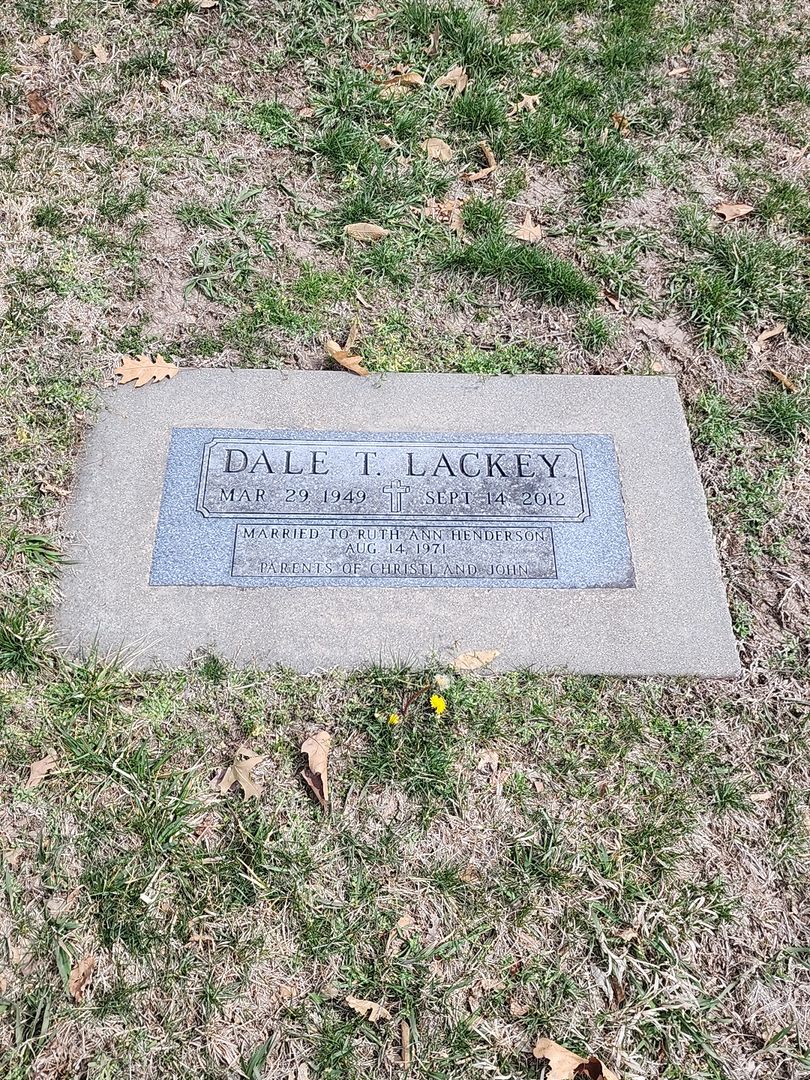 DALE T. LACKEY
MAR 29 1949 SEPT 14 2012
MARRIED TO RUTH ANN HENDERSON
AUG 14, 1971
PARENTS OF CHRISTI AND JOHN